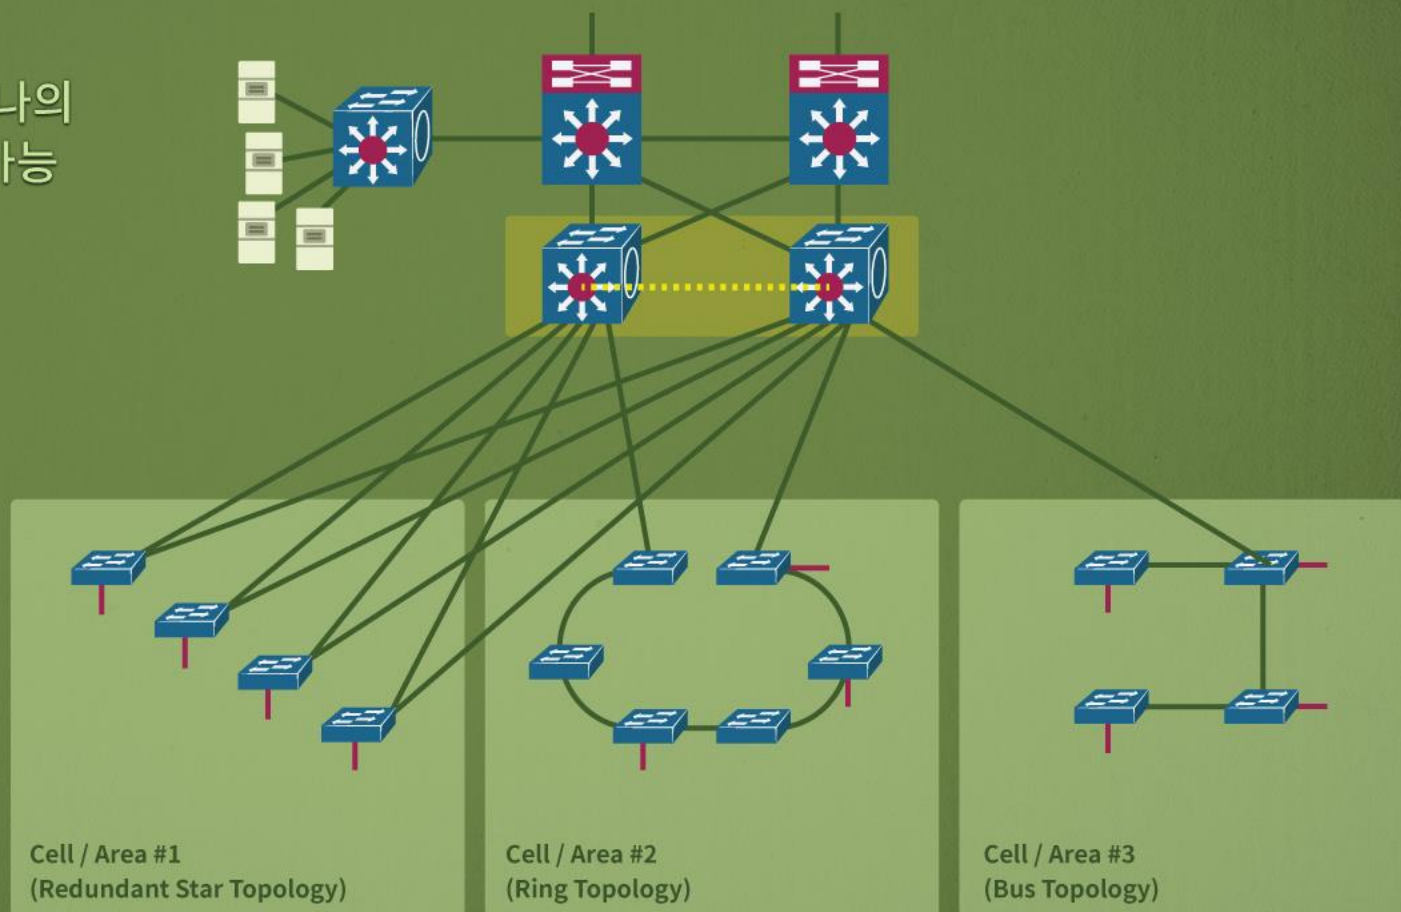 나의
가능
Cell / Area #1
(Redundant Star Topology)
Cell / Area #2
(Ring Topology)
Cell / Area #3
(Bus Topology)